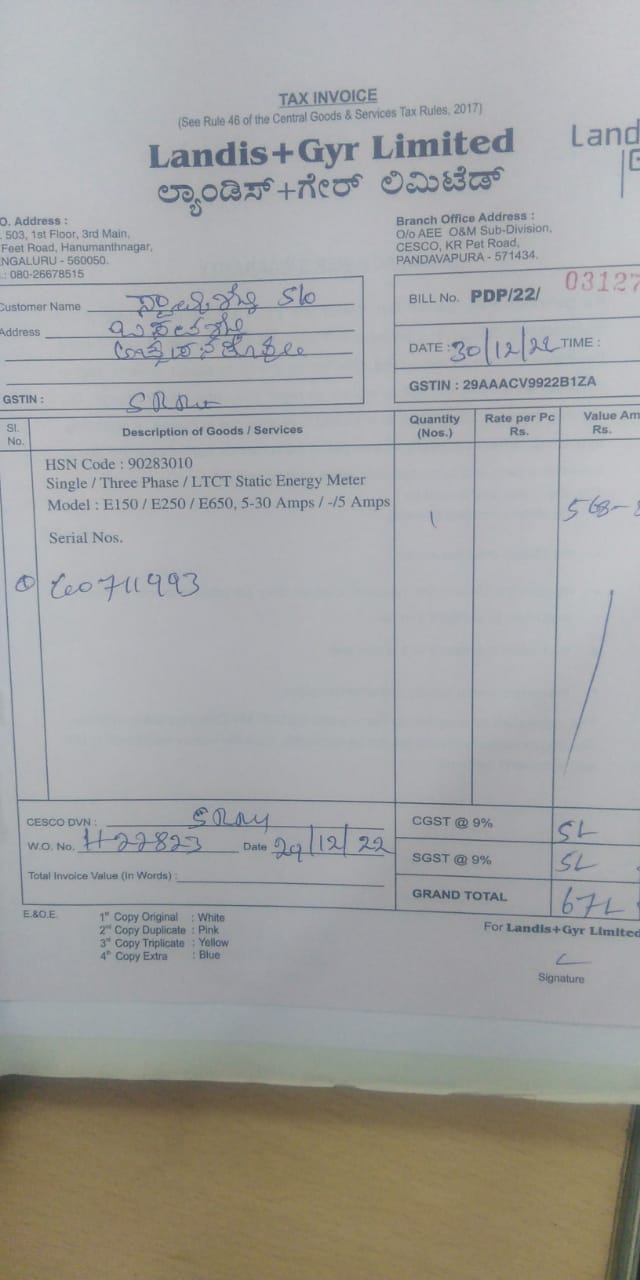 TAX INVOICE
(See Rule 46 of the Central Goods & Services Tax Rules, 2017)
Landis+Gyr Limited
Land
ಲ್ಯಾಂಡಿಸ್+ಗೇರ್ ಲಿಮಿಟೆಡ್
O. Address :
503, 1st Floor, 3rd Main,
Feet Road, Hanumanthnagar,
NGALURU - 560050.
.: 080-26678515
Branch Office Address :
O/o AEE O&M Sub-Division,
CESCO, KR Pet Road,
PANDAVAPURA - 571434.
Customer Name S/o
Address
GSTIN :
BILL No. PDP/22/ 03127
DATE : 30/12/22 TIME :
GSTIN : 29AAACV9922B1ZA
Sl. No. Description of Goods / Services Quantity (Nos.) Rate per Pc Rs. Value Am Rs.
HSN Code : 90283010
Single / Three Phase / LTCT Static Energy Meter
Model : E150 / E250 / E650, 5-30 Amps / -/5 Amps 1 568-
Serial Nos.
711993
CESCO DVN :
W.O. No. 1122823 Date 29/12/22
Total Invoice Value (in Words) :
CGST @ 9%
SGST @ 9%
GRAND TOTAL
E.&O.E.
1st Copy Original : White
2nd Copy Duplicate : Pink
3rd Copy Triplicate : Yellow
4th Copy Extra : Blue
For Landis+Gyr Limited
Signature